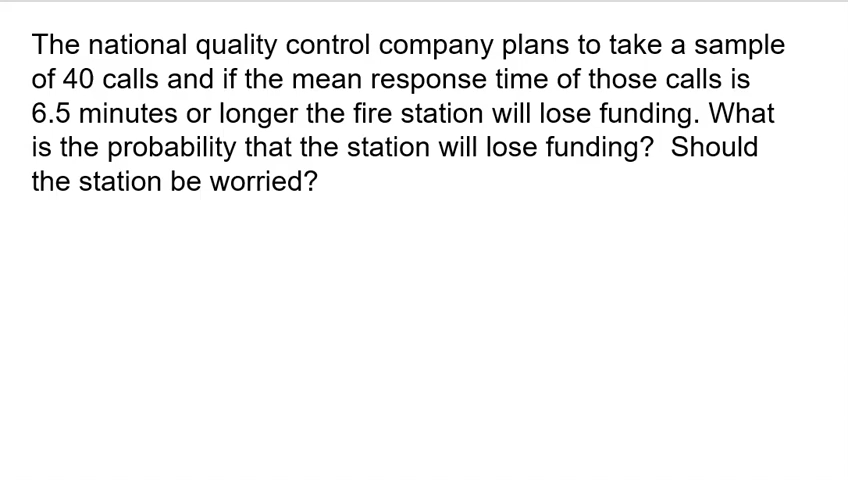 The national quality control company plans to take a sample
of 40 calls and if the mean response time of those calls is
6.5 minutes or longer the fire station will lose funding. What
is the probability that the station will lose funding?  Should
the station be worried?